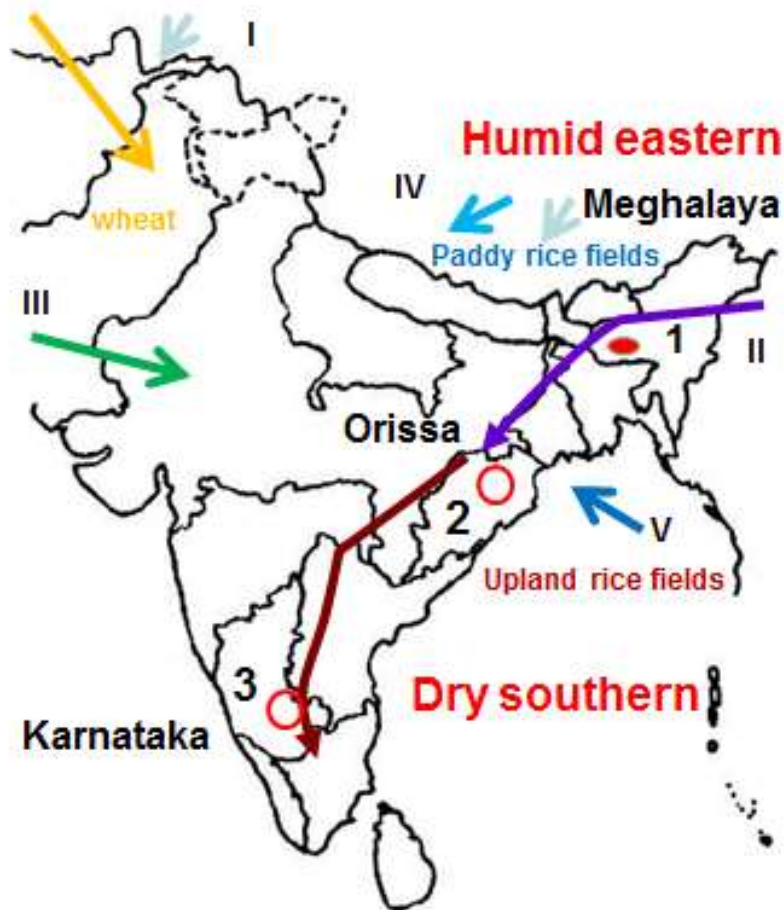 I
Humid eastern
IV
Meghalaya
wheat
Paddy rice fields
III
1
II
Orissa
2
V
Upland rice fields
3
Dry southern
Karnataka